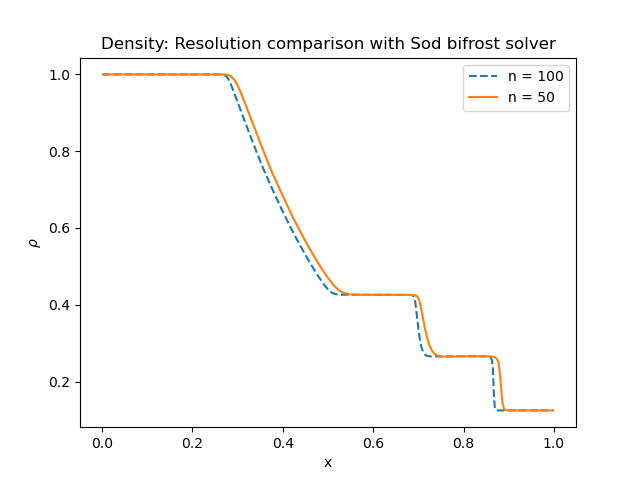 Density: Resolution comparison with Sod bifrost solver
n = 100
n = 50
1.0
0.8
0.6
0.4
0.2
ρ
0.0 0.2 0.4 0.6 0.8 1.0
x